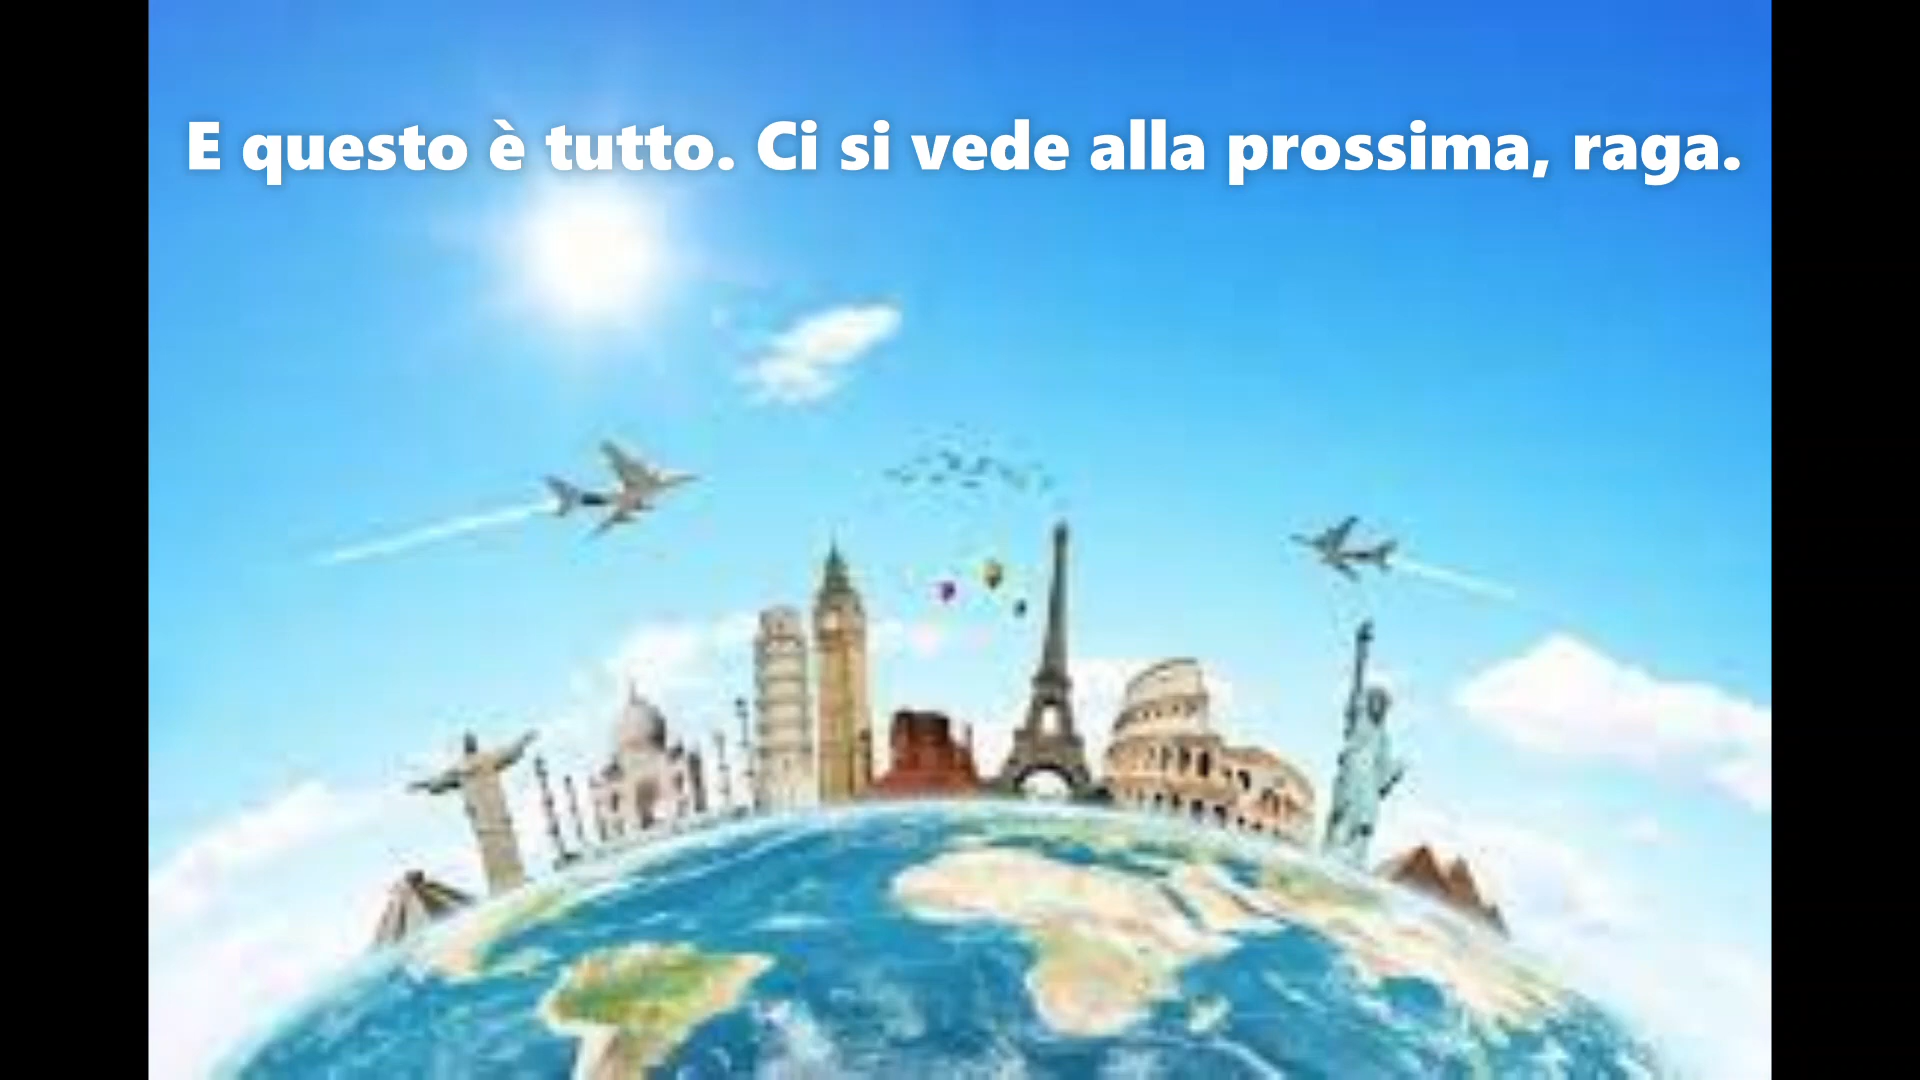 E questo è tutto. Ci si vede alla prossima, raga.